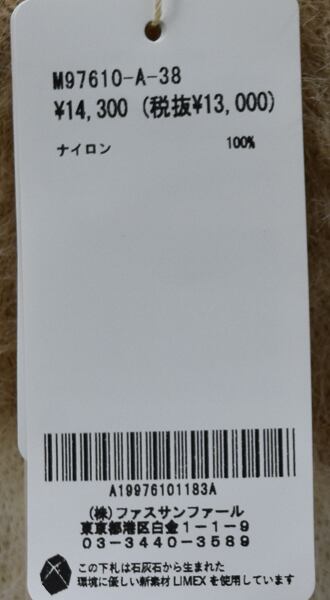 M97610-A-38
¥14,300 (税抜¥13,000)
ナイロン 100%
A19976101183A
(株)ファスサンファール
東京都港区白金1-1-9
03-3440-3589
この下札は石灰石から生まれた
環境に優しい新素材 LIMEX を使用しています